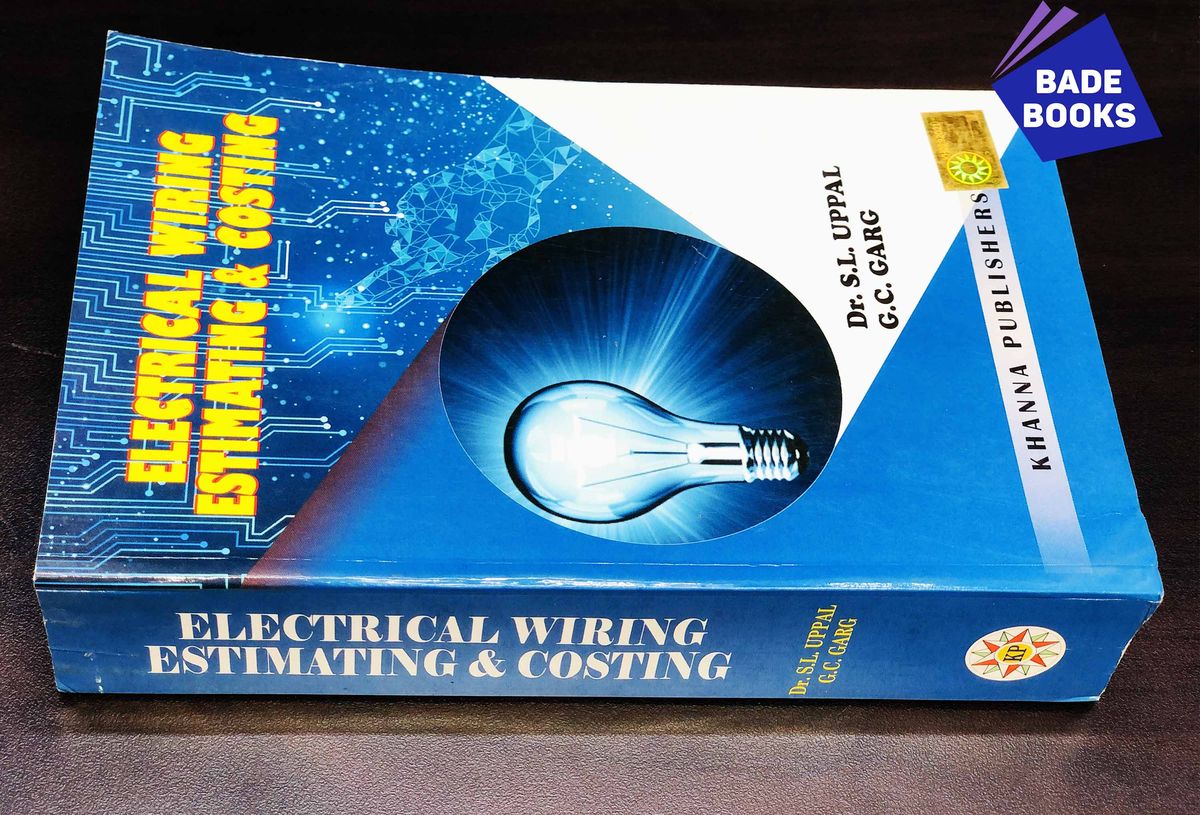 BADE
BOOKS
ELECTRICAL WIRING
ESTIMATING & COSTING
Dr. S.L. UPPAL
G.C. GARG
KHANNA PUBLISHERS
ELECTRICAL WIRING
ESTIMATING & COSTING
Dr. S.L. UPPAL
G.C. GARG
KP